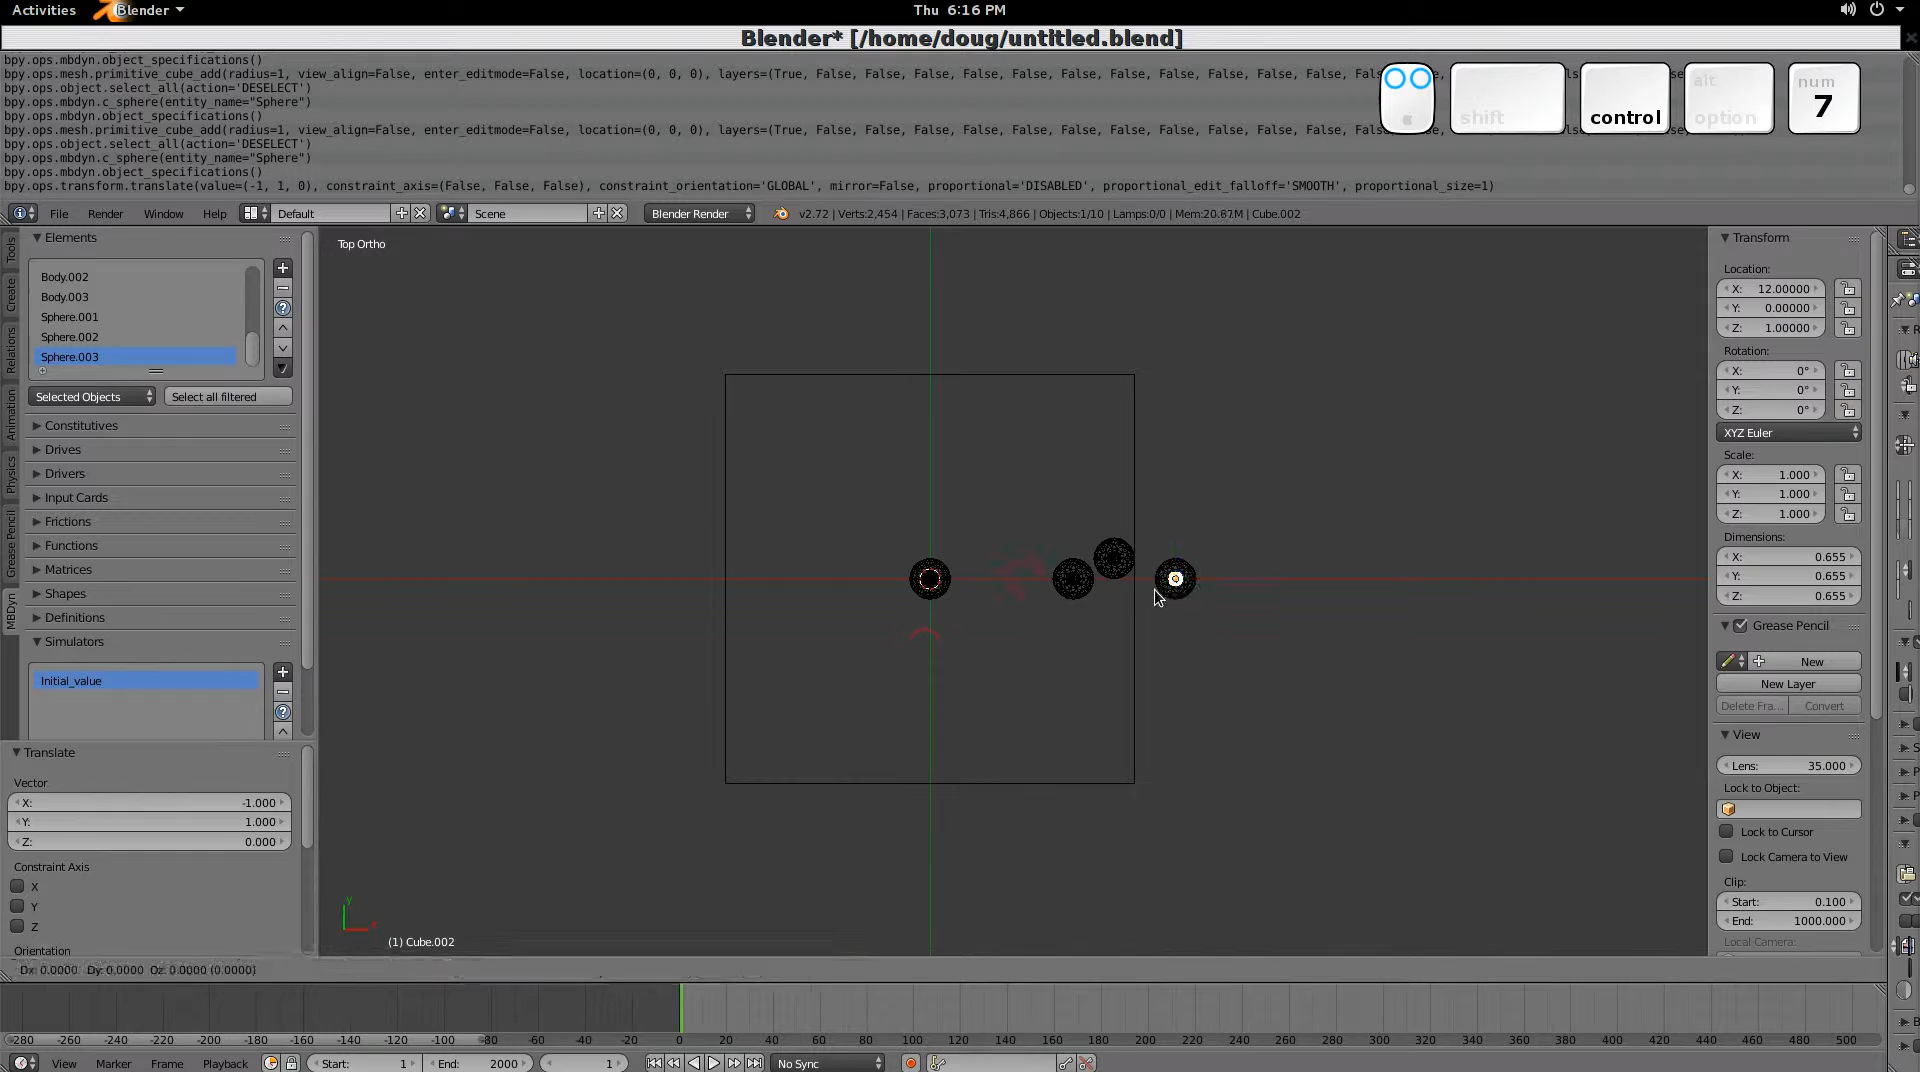 Activities Blender Thu 6:16 PM
Blender* [/home/doug/untitled.blend]
bpy.ops.mbdyn.object_specifications()
bpy.ops.mesh.primitive_cube_add(radius=1, view_align=False, enter_editmode=False, location=(0, 0, 0), layers=(True, False, False, False, False, False, False, False, False, False, False, False, False,
bpy.ops.object.select_all(action='DESELECT')
bpy.ops.mbdyn.c_sphere(entity_name="Sphere")
bpy.ops.mbdyn.object_specifications()
bpy.ops.mesh.primitive_cube_add(radius=1, view_align=False, enter_editmode=False, location=(0, 0, 0), layers=(True, False, False, False, False, False, False, False, False, False, False, False, False,
bpy.ops.object.select_all(action='DESELECT')
bpy.ops.mbdyn.c_sphere(entity_name="Sphere")
bpy.ops.mbdyn.object_specifications()
bpy.ops.transform.translate(value=(-1, 1, 0), constraint_axis=(False, False, False), constraint_orientation='GLOBAL', mirror=False, proportional='DISABLED', proportional_edit_falloff='SMOOTH', proportional_size=1)
shift
control
alt
option
num
7
File Render Window Help Default Scene Blender Render v2.72 | Verts:2,454 | Faces:3,073 | Tris:4,866 | Objects:1/10 | Lamps:0/0 | Mem:20.87M | Cube.002
Tools
Create
Relations
Animation
Physics
Grease Pencil
MBDyn
Elements
Body.002
Body.003
Sphere.001
Sphere.002
Sphere.003
Selected Objects Select all filtered
Constitutives
Drives
Drivers
Input Cards
Frictions
Functions
Matrices
Shapes
Definitions
Simulators
Initial_value
Translate
Vector
X: -1.000
Y: 1.000
Z: 0.000
Constraint Axis
X
Y
Z
Orientation
Top Ortho
y
(1) Cube.002
Dx: 0.0000 Dy: 0.0000 Dz: 0.0000 (0.0000)
Transform
Location:
X: 12.00000
Y: 0.00000
Z: 1.00000
Rotation:
X: 0°
Y: 0°
Z: 0°
XYZ Euler
Scale:
X: 1.000
Y: 1.000
Z: 1.000
Dimensions:
X: 0.655
Y: 0.655
Z: 0.655
Grease Pencil
New
New Layer
Delete Fra... Convert
View
Lens: 35.000
Lock to Object:
Lock to Cursor
Lock Camera to View
Clip:
Start: 0.100
End: 1000.000
Local Camera:
-280 -260 -240 -220 -200 -180 -160 -140 -120 -100 -80 -60 -40 -20 0 20 40 60 80 100 120 140 160 180 200 220 240 260 280 300 320 340 360 380 400 420 440 460 480 500
View Marker Frame Playback Start: 1 End: 2000 1 No Sync